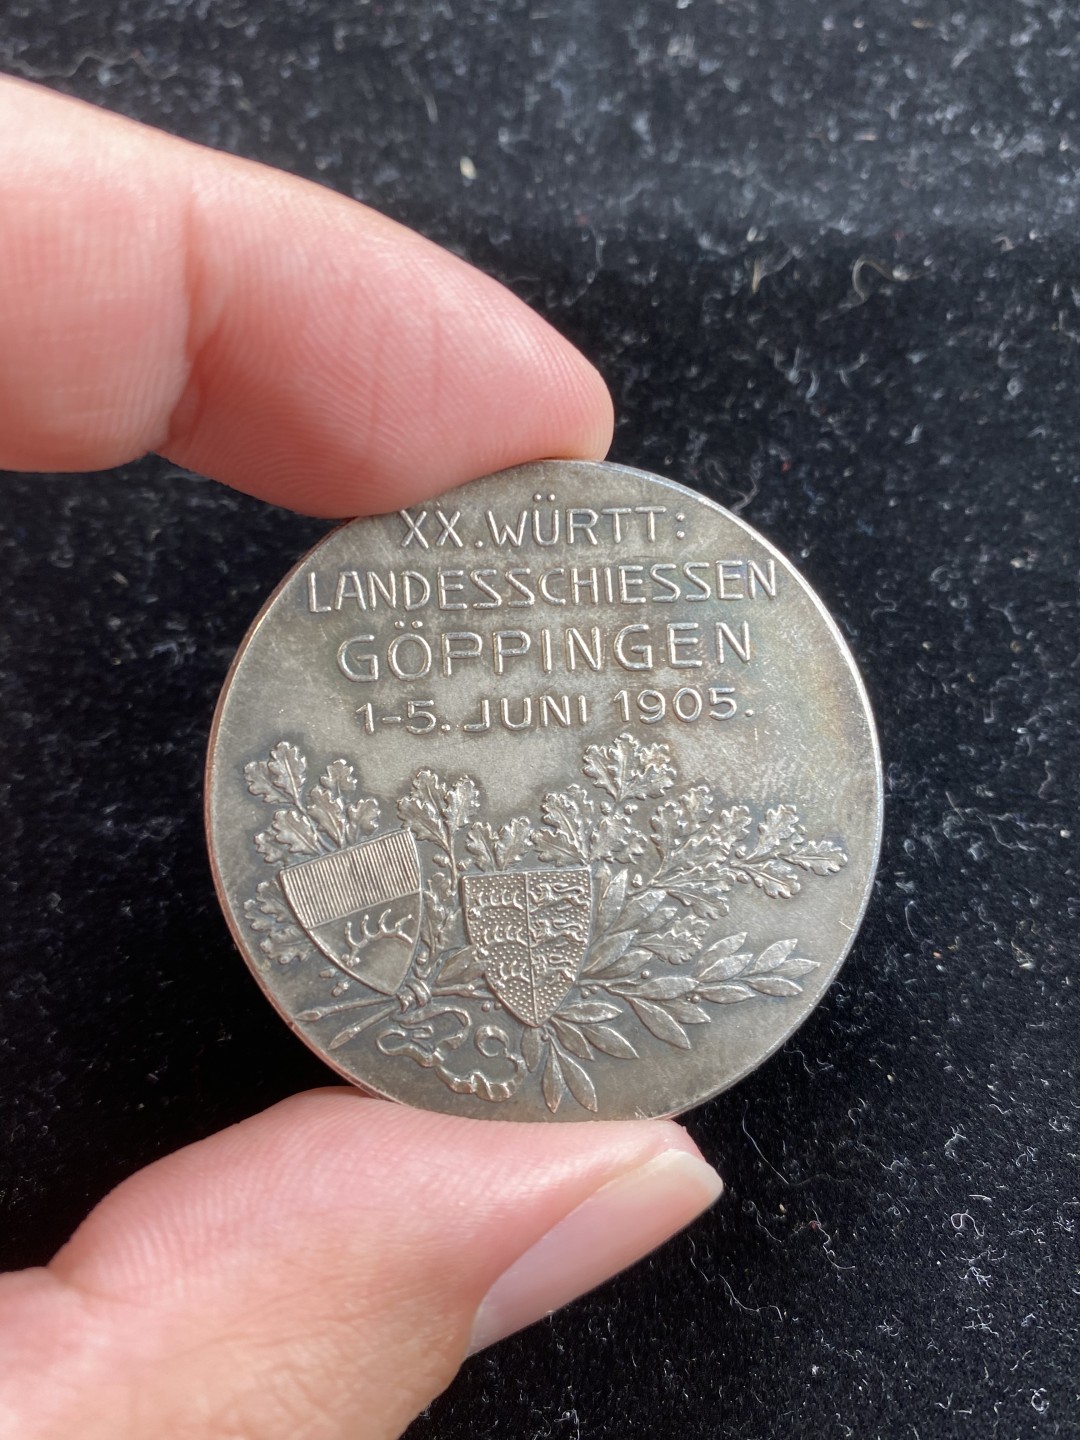 XX. WÜRTT:
LANDESSCHIESSEN
GÖPPINGEN
1-5. JUNI 1905.